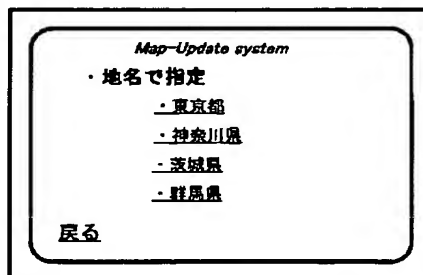 Map-Update system
・地名で指定
・東京都
・神奈川県
・茨城県
・群馬県
戻る